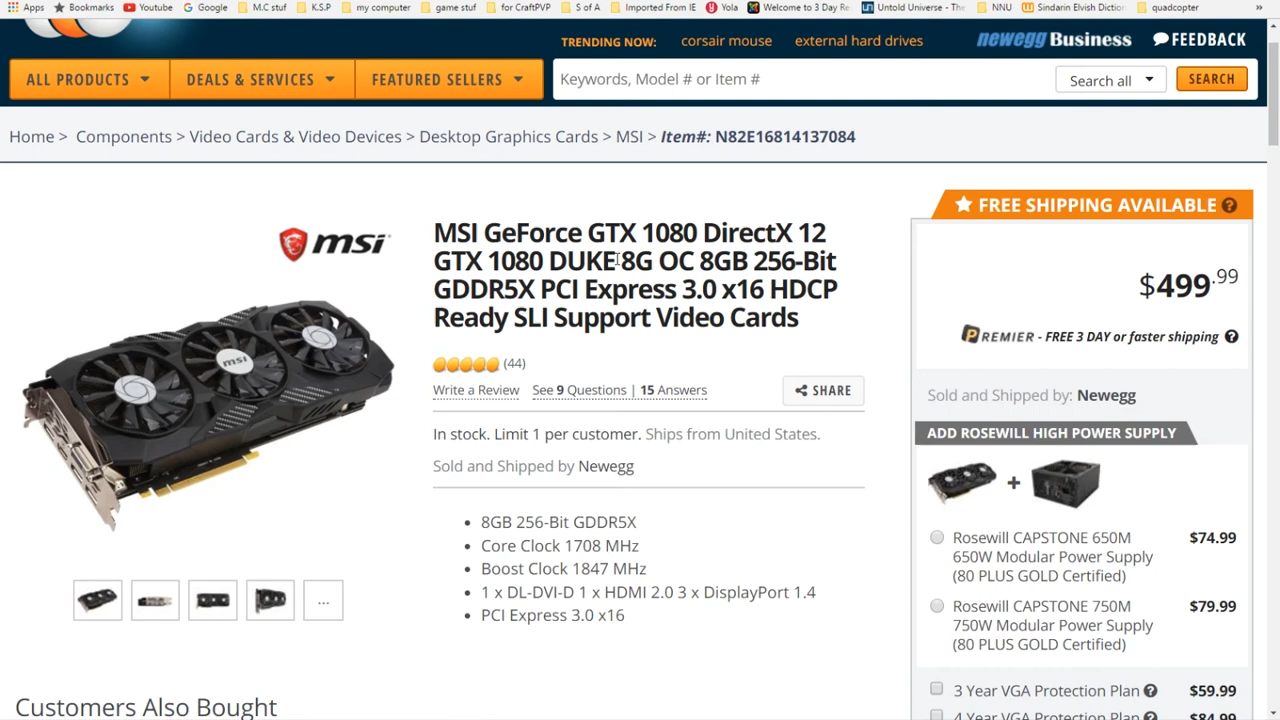 Apps Bookmarks Youtube Google M.C stuf K.S.P my computer game stuf for CraftPVP S of A Imported From IE Yola Welcome to 3 Day Re Untold Universe - The NNU Sindarin Elvish Diction quadcopter »
TRENDING NOW: corsair mouse external hard drives newegg Business FEEDBACK
ALL PRODUCTS DEALS & SERVICES FEATURED SELLERS Keywords, Model # or Item # Search all SEARCH
Home > Components > Video Cards & Video Devices > Desktop Graphics Cards > MSI > Item#: N82E16814137084
msi
MSI GeForce GTX 1080 DirectX 12
GTX 1080 DUKE 8G OC 8GB 256-Bit
GDDR5X PCI Express 3.0 x16 HDCP
Ready SLI Support Video Cards
(44)
Write a Review See 9 Questions | 15 Answers SHARE
In stock. Limit 1 per customer. Ships from United States.
Sold and Shipped by Newegg
• 8GB 256-Bit GDDR5X
• Core Clock 1708 MHz
• Boost Clock 1847 MHz
• 1 x DL-DVI-D 1 x HDMI 2.0 3 x DisplayPort 1.4
• PCI Express 3.0 x16
msi
...
FREE SHIPPING AVAILABLE ?
$499.99
PREMIER - FREE 3 DAY or faster shipping ?
Sold and Shipped by: Newegg
ADD ROSEWILL HIGH POWER SUPPLY
+
Rosewill CAPSTONE 650M $74.99
650W Modular Power Supply
(80 PLUS GOLD Certified)
Rosewill CAPSTONE 750M $79.99
750W Modular Power Supply
(80 PLUS GOLD Certified)
3 Year VGA Protection Plan ? $59.99
4 Year VGA Protection Plan ? $84.99
Customers Also Bought